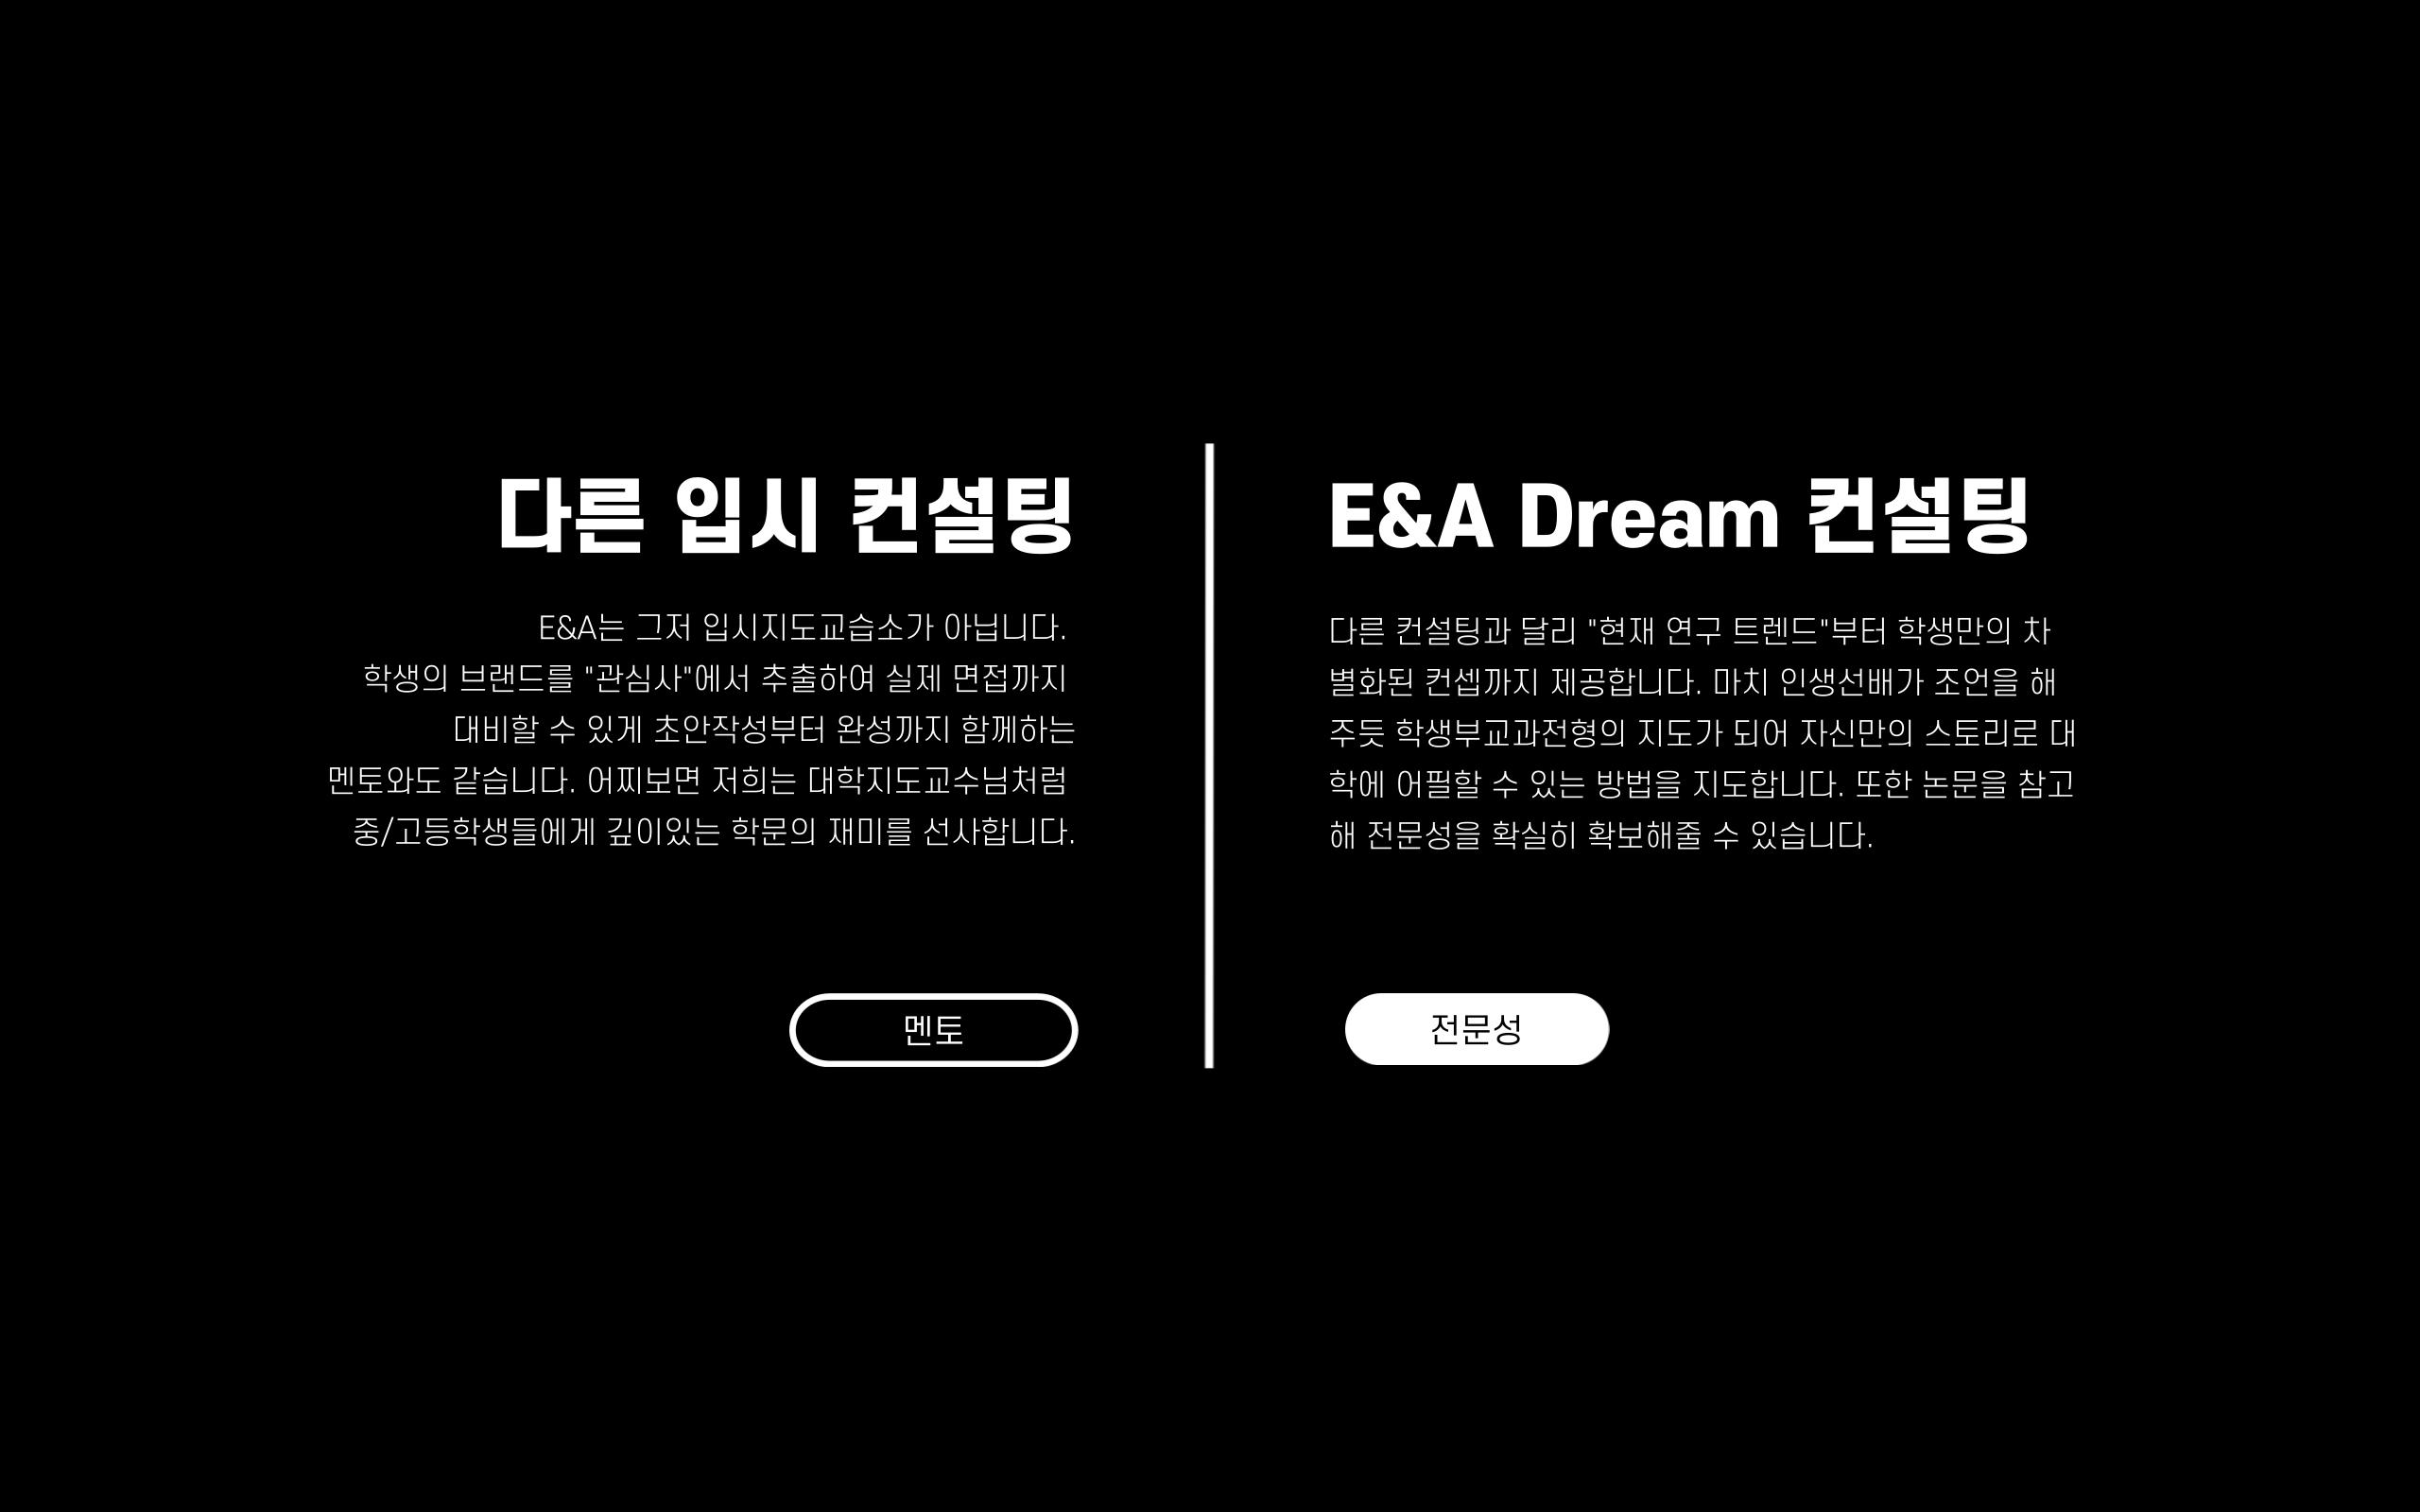 다른 입시 컨설팅
E&A는 그저 입시지도교습소가 아닙니다.
학생의 브랜드를 "관심사"에서 추출하여 실제 면접까지
대비할 수 있게 초안작성부터 완성까지 함께하는
멘토와도 같습니다. 어찌보면 저희는 대학지도교수님처럼
중/고등학생들에게 깊이있는 학문의 재미를 선사합니다.
멘토
E&A Dream 컨설팅
다른 컨설팅과 달리 "현재 연구 트렌드"부터 학생만의 차
별화된 컨셉까지 제공합니다. 마치 인생선배가 조언을 해
주듯 학생부교과전형의 지도가 되어 자신만의 스토리로 대
학에 어필할 수 있는 방법을 지도합니다. 또한 논문을 참고
해 전문성을 확실히 확보해줄 수 있습니다.
전문성